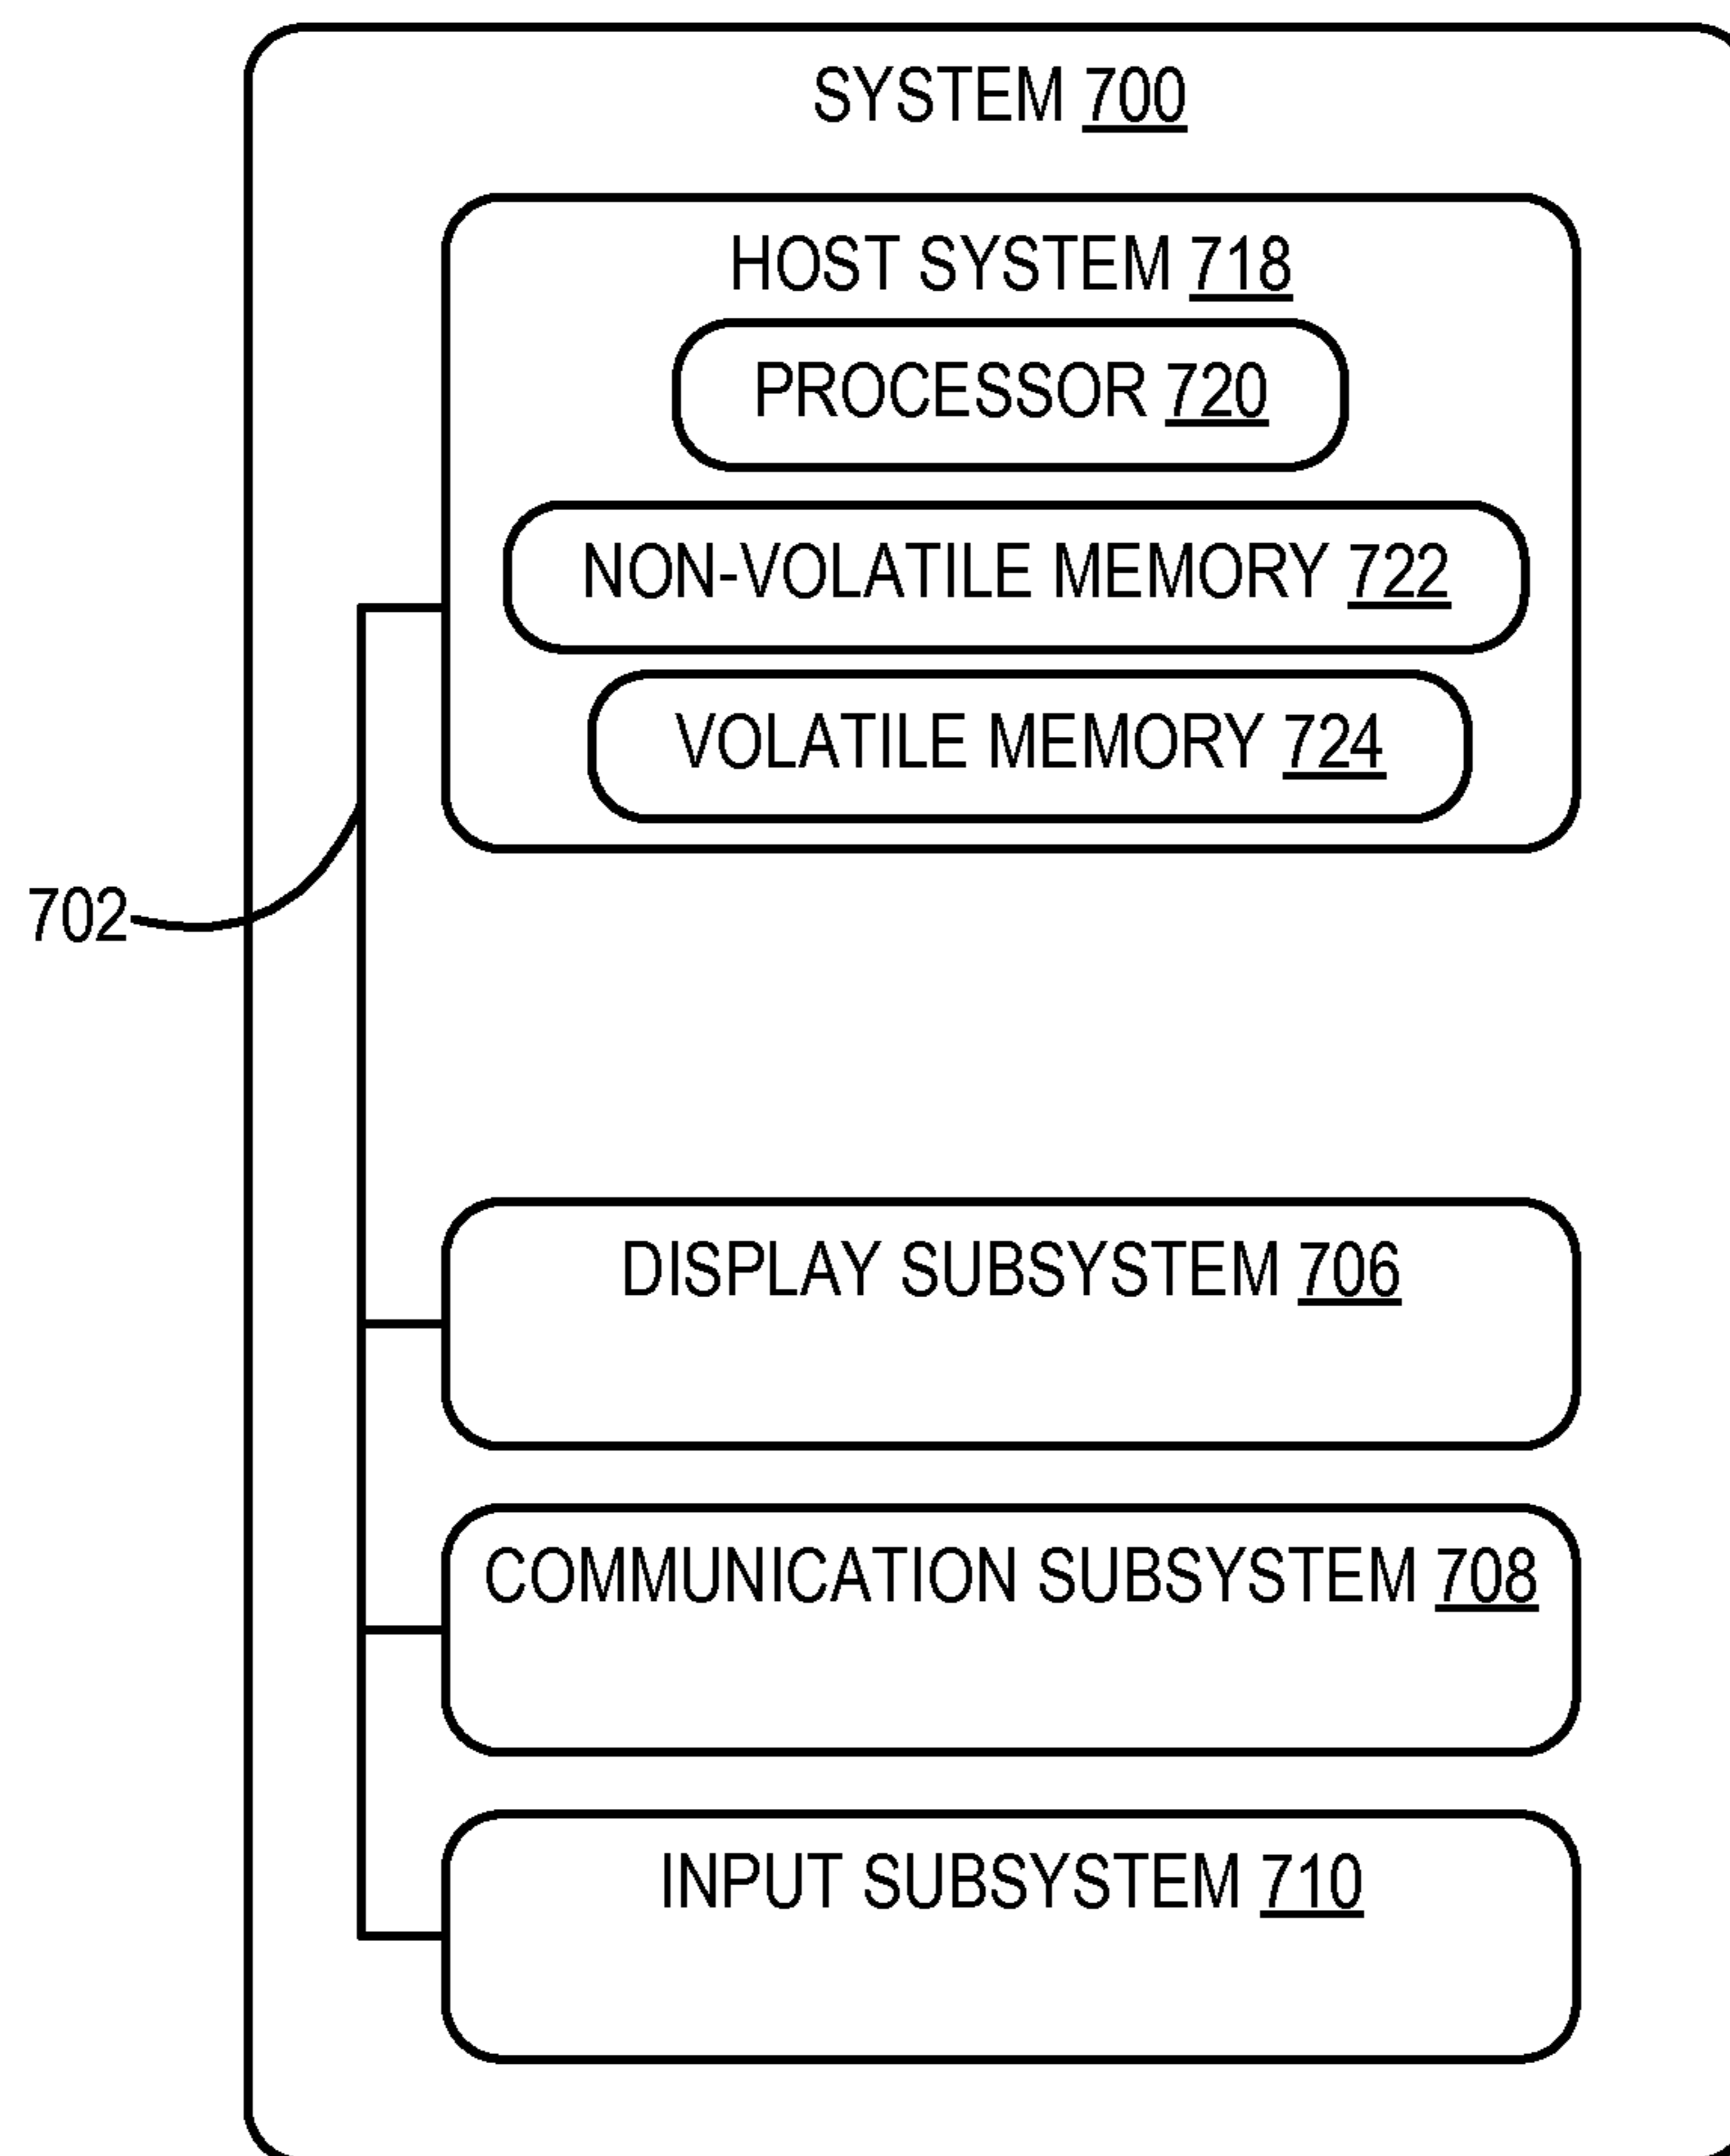 SYSTEM 700
HOST SYSTEM 718
PROCESSOR 720
NON-VOLATILE MEMORY 722
VOLATILE MEMORY 724
702
DISPLAY SUBSYSTEM 706
COMMUNICATION SUBSYSTEM 708
INPUT SUBSYSTEM 710